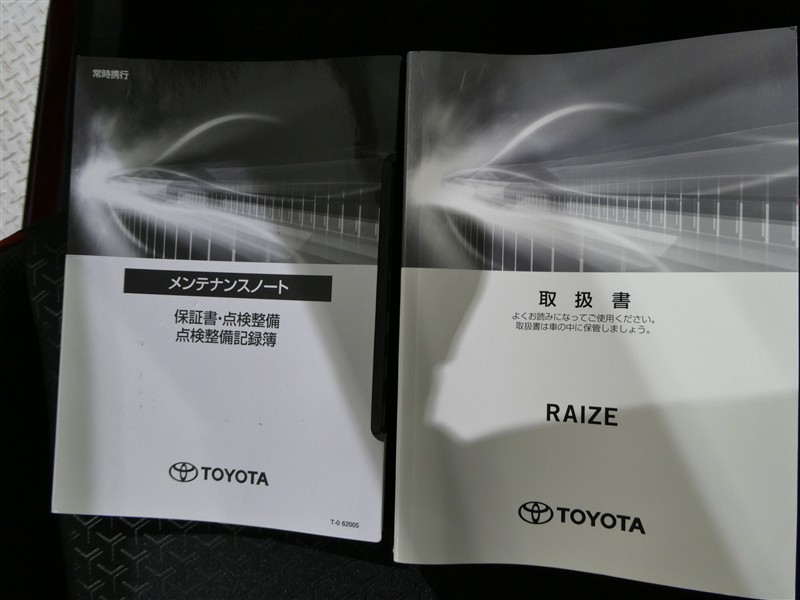 常時携行
メンテナンスノート
保証書・点検整備
点検整備記録簿
TOYOTA
T-0 62005
取扱書
よくお読みになってご使用ください。
取扱書は車の中に保管しましょう。
RAIZE
TOYOTA